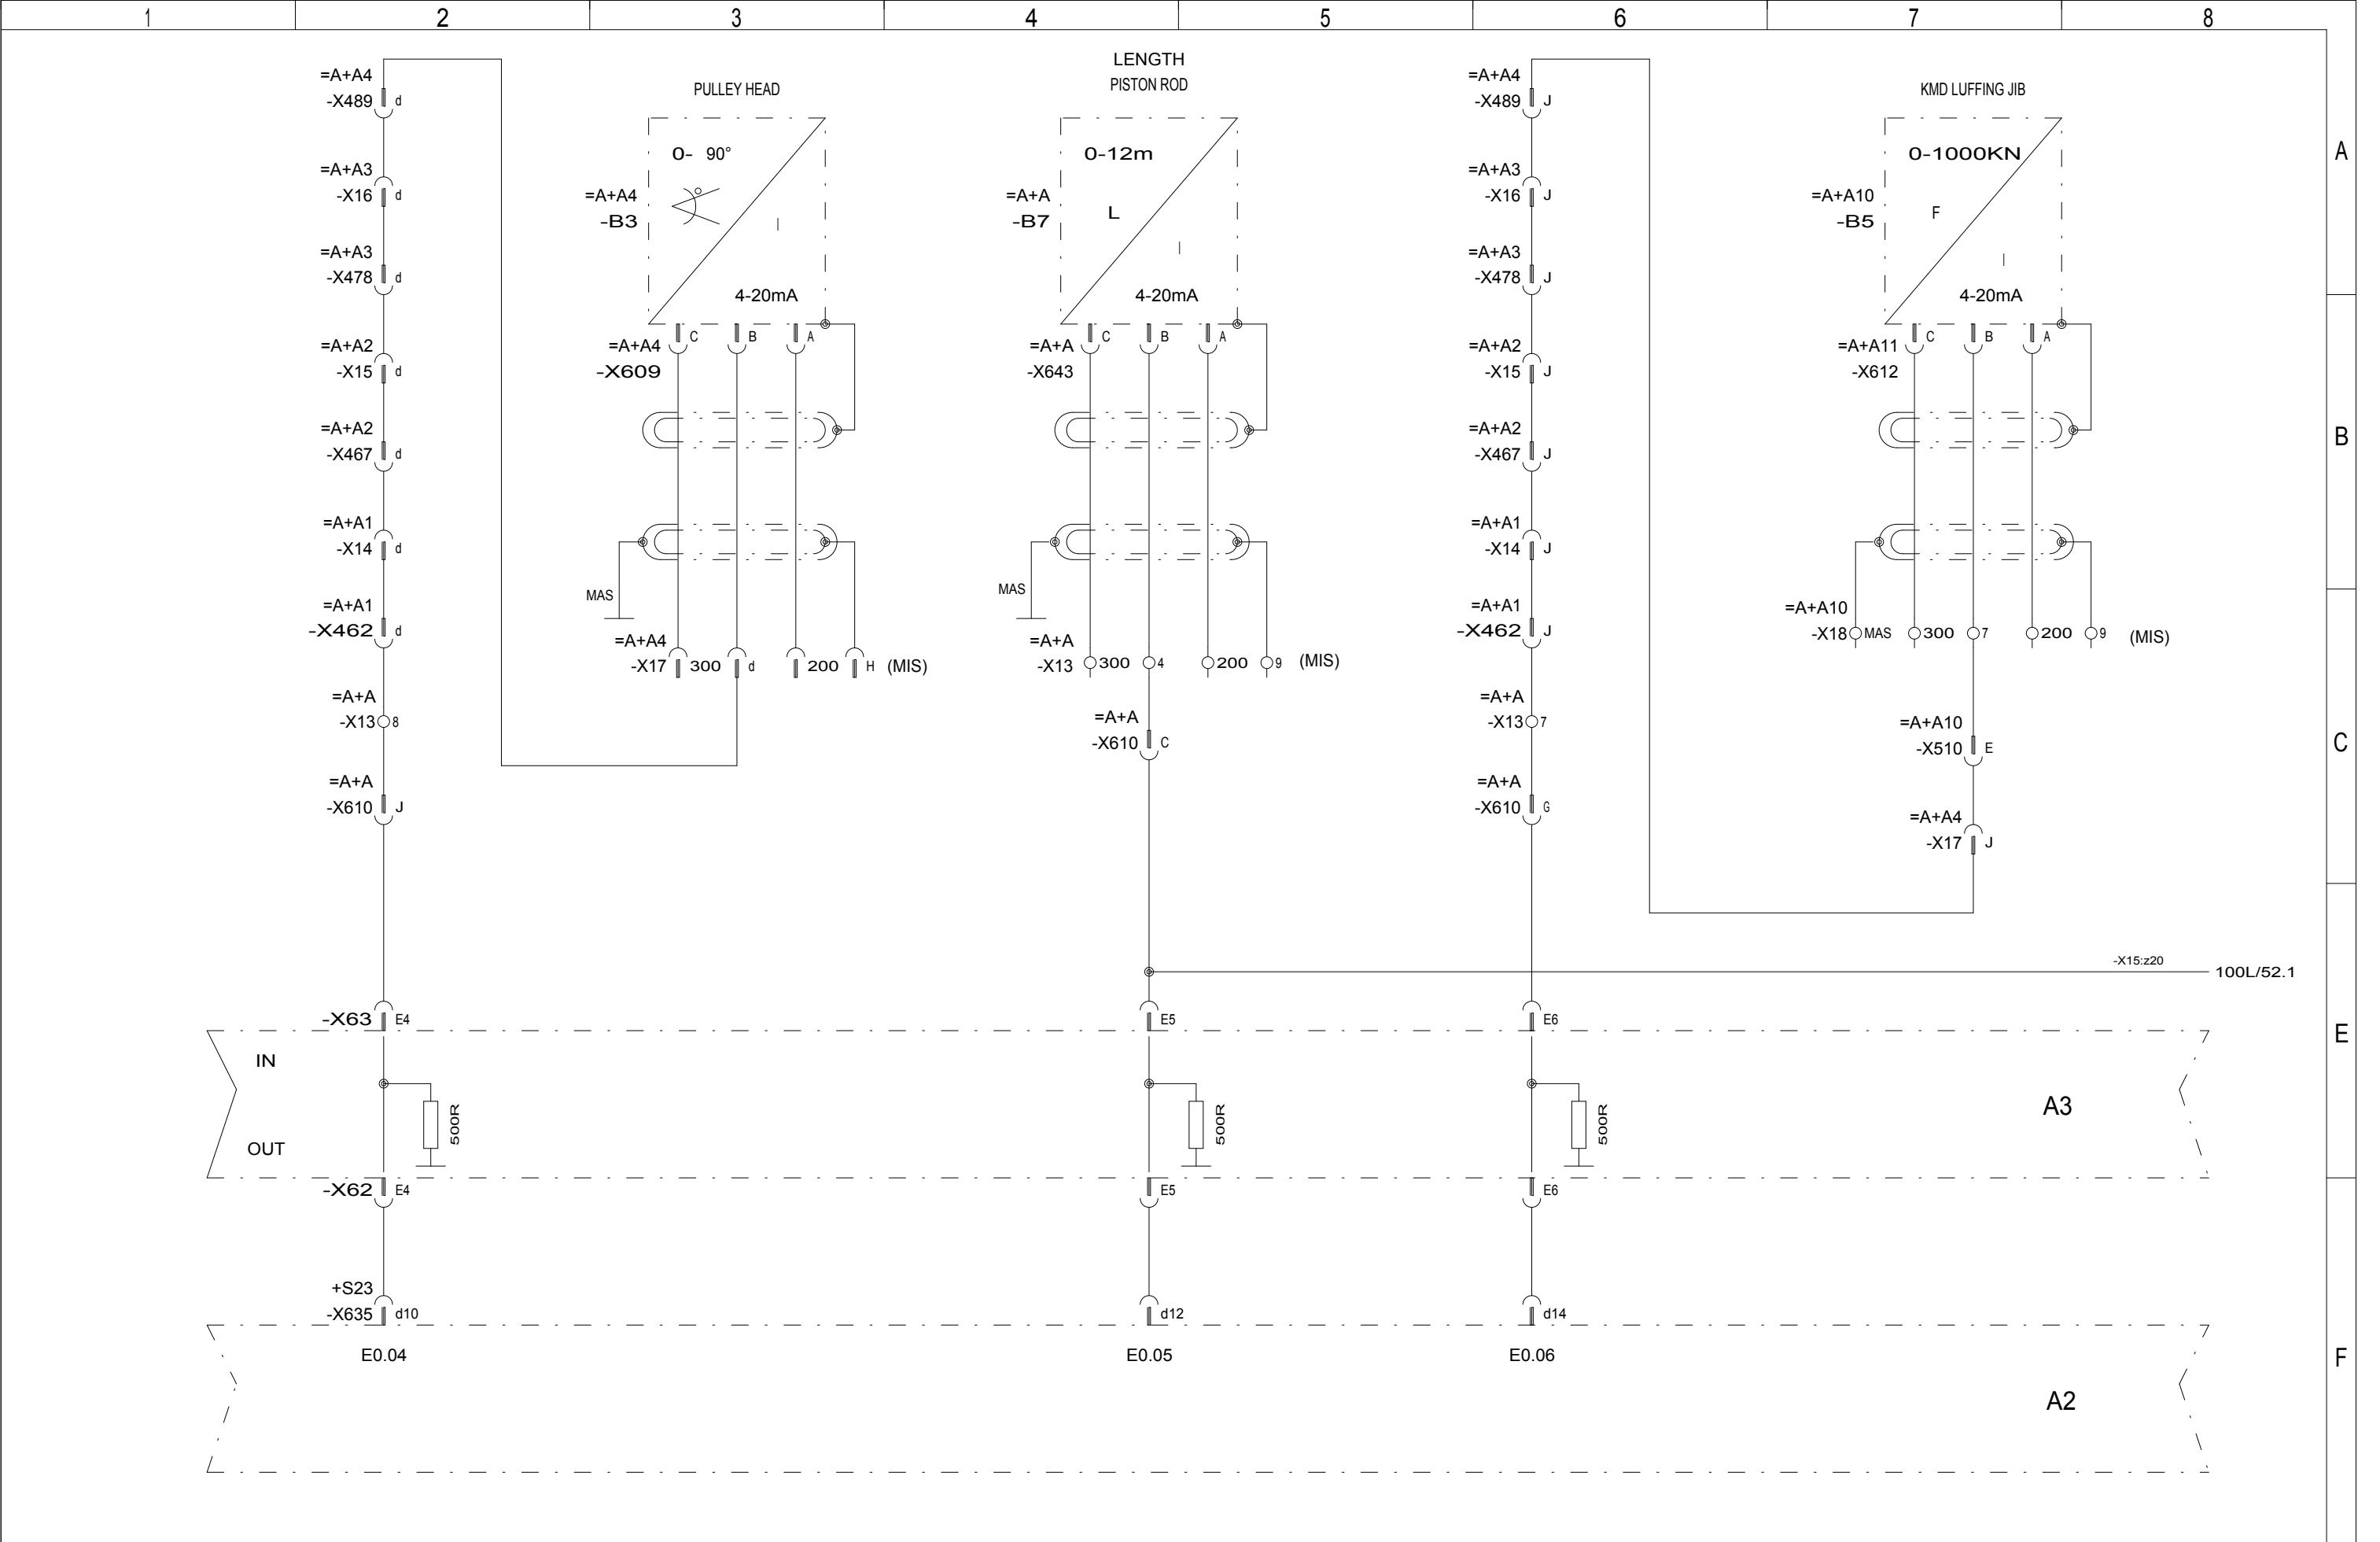 1 2 3 4 5 6 7 8
LENGTH
PISTON ROD
PULLEY HEAD
KMD LUFFING JIB
=A+A4
-X489 d
=A+A3
-X16 d
=A+A3
-X478 d
=A+A2
-X15 d
=A+A2
-X467 d
=A+A1
-X14 d
=A+A1
-X462 d
=A+A
-X13 8
=A+A
-X610 J
0- 90°
=A+A4
-B3
I
4-20mA
C B A
=A+A4
-X609
MAS
=A+A4
-X17 300 d 200 H (MIS)
0-12m
=A+A
-B7 L
I
4-20mA
C B A
=A+A
-X643
MAS
=A+A
-X13 300 4 200 9 (MIS)
=A+A
-X610 C
=A+A4
-X489 J
=A+A3
-X16 J
=A+A3
-X478 J
=A+A2
-X15 J
=A+A2
-X467 J
=A+A1
-X14 J
=A+A1
-X462 J
=A+A
-X13 7
=A+A
-X610 G
0-1000KN
=A+A10
-B5 F
I
4-20mA
C B A
=A+A11
-X612
=A+A10
-X18 MAS 300 7 200 9 (MIS)
=A+A10
-X510 E
=A+A4
-X17 J
-X15:z20
100L/52.1
-X63 E4 E5 E6
IN
OUT
500R 500R 500R
A3
-X62 E4 E5 E6
+S23
-X635 d10 d12 d14
E0.04 E0.05 E0.06
A2
A
B
C
E
F